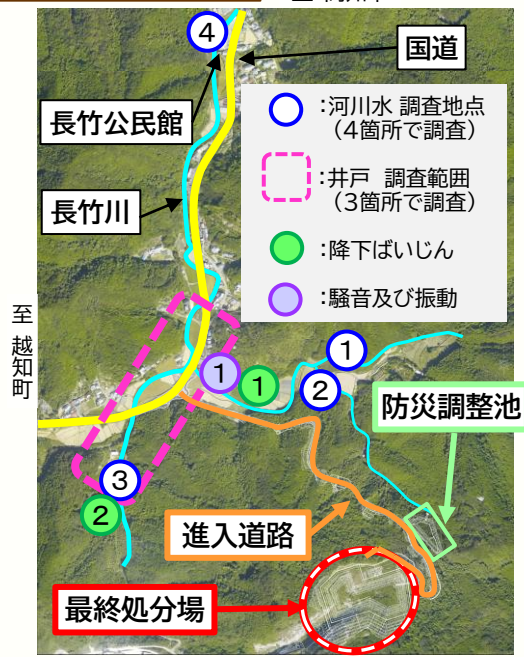 4
国道
長竹公民館
:河川水 調査地点
(4箇所で調査)
:井戸 調査範囲
(3箇所で調査)
:降下ばいじん
:騒音及び振動
長竹川
至 越知町
1
1
1
2
防災調整池
3
2
進入道路
最終処分場